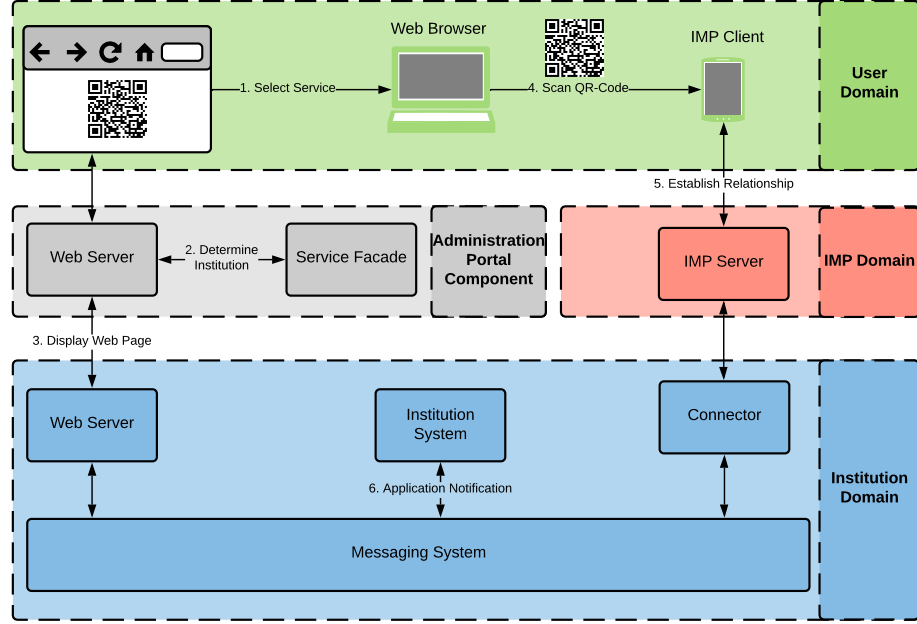 Web Browser
IMP Client
User
Domain
1. Select Service
4. Scan QR-Code
5. Establish Relationship
Web Server
2. Determine
Institution
Service Facade
Administration
Portal
Component
IMP Server
IMP Domain
3. Display Web Page
Web Server
Institution
System
Connector
6. Application Notification
Institution
Domain
Messaging System